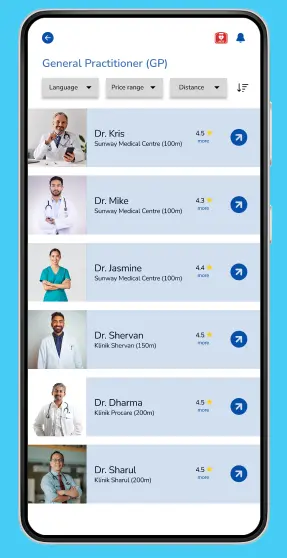 General Practitioner (GP)
Language Price range Distance
Dr. Kris
Sunway Medical Centre (100m)
4.5
more
Dr. Mike
Sunway Medical Centre (100m)
4.3
more
Dr. Jasmine
Sunway Medical Centre (100m)
4.4
more
Dr. Shervan
Klinik Shervan (150m)
4.5
more
Dr. Dharma
Klinik Procare (200m)
4.5
more
Dr. Sharul
Klinik Sharul (200m)
4.5
more